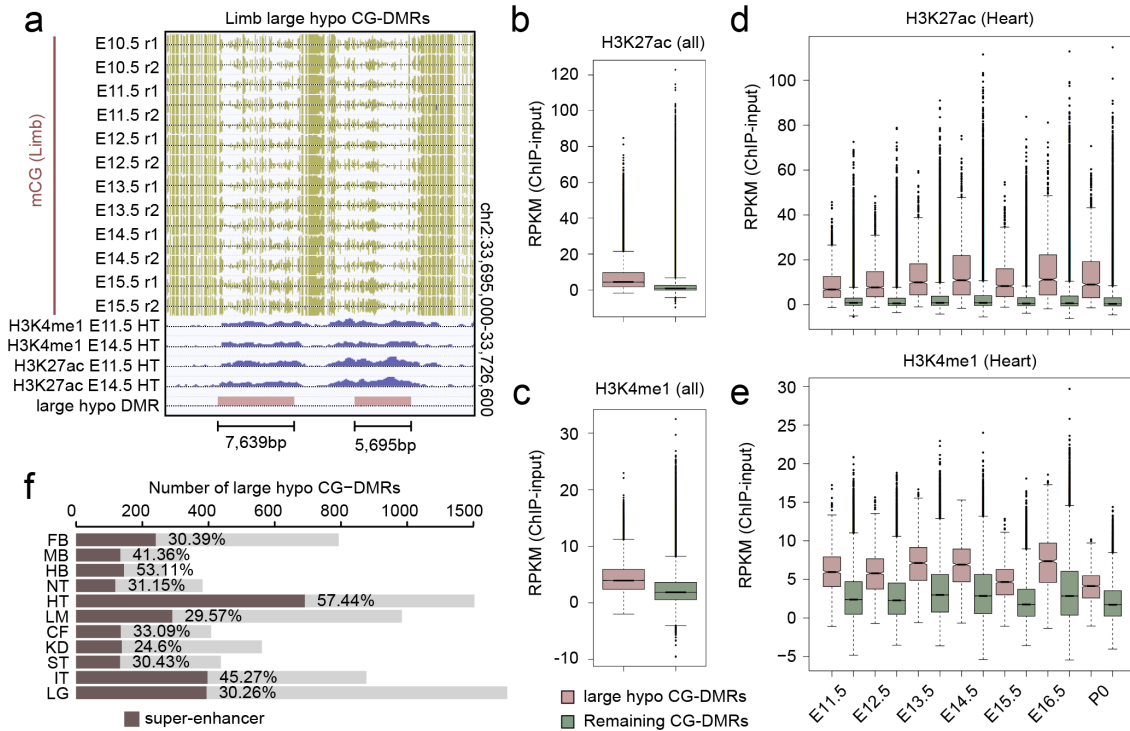 a
Limb large hypo CG-DMRs
mCG (Limb)
E10.5 r1
E10.5 r2
E11.5 r1
E11.5 r2
E12.5 r1
E12.5 r2
E13.5 r1
E13.5 r2
E14.5 r1
E14.5 r2
E15.5 r1
E15.5 r2
H3K4me1 E11.5 HT
H3K4me1 E14.5 HT
H3K27ac E11.5 HT
H3K27ac E14.5 HT
large hypo DMR
chr2:33,695,000-33,726,600
7,639bp
5,695bp
b
H3K27ac (all)
RPKM (ChIP-input)
120
100
80
60
40
20
0
c
H3K4me1 (all)
RPKM (ChIP-input)
30
20
10
0
-10
large hypo CG-DMRs
Remaining CG-DMRs
d
H3K27ac (Heart)
RPKM (ChIP-input)
100
80
60
40
20
0
e
H3K4me1 (Heart)
RPKM (ChIP-input)
30
25
20
15
10
5
0
−5
E11.5
E12.5
E13.5
E14.5
E15.5
E16.5
P0
f
Number of large hypo CG−DMRs
0 200 400 600 800 1000 1500
FB 30.39%
MB 41.36%
HB 53.11%
NT 31.15%
HT 57.44%
LM 29.57%
CF 33.09%
KD 24.6%
ST 30.43%
IT 45.27%
LG 30.26%
super-enhancer